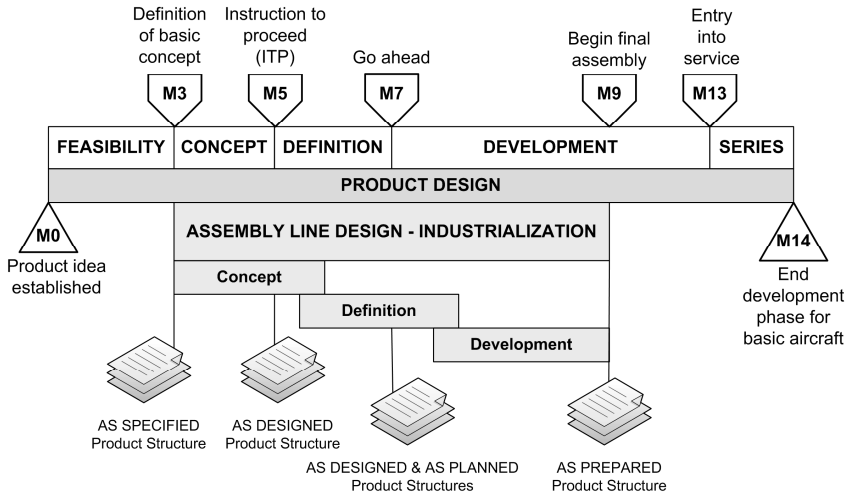 Definition
of basic
concept
Instruction to
proceed
(ITP)
Go ahead
Begin final
assembly
Entry
into
service
M3
M5
M7
M9
M13
FEASIBILITY
CONCEPT
DEFINITION
DEVELOPMENT
SERIES
PRODUCT DESIGN
M0
Product idea
established
ASSEMBLY LINE DESIGN - INDUSTRIALIZATION
M14
End
development
phase for
basic aircraft
Concept
Definition
Development
AS SPECIFIED
Product Structure
AS DESIGNED
Product Structure
AS DESIGNED & AS PLANNED
Product Structures
AS PREPARED
Product Structure